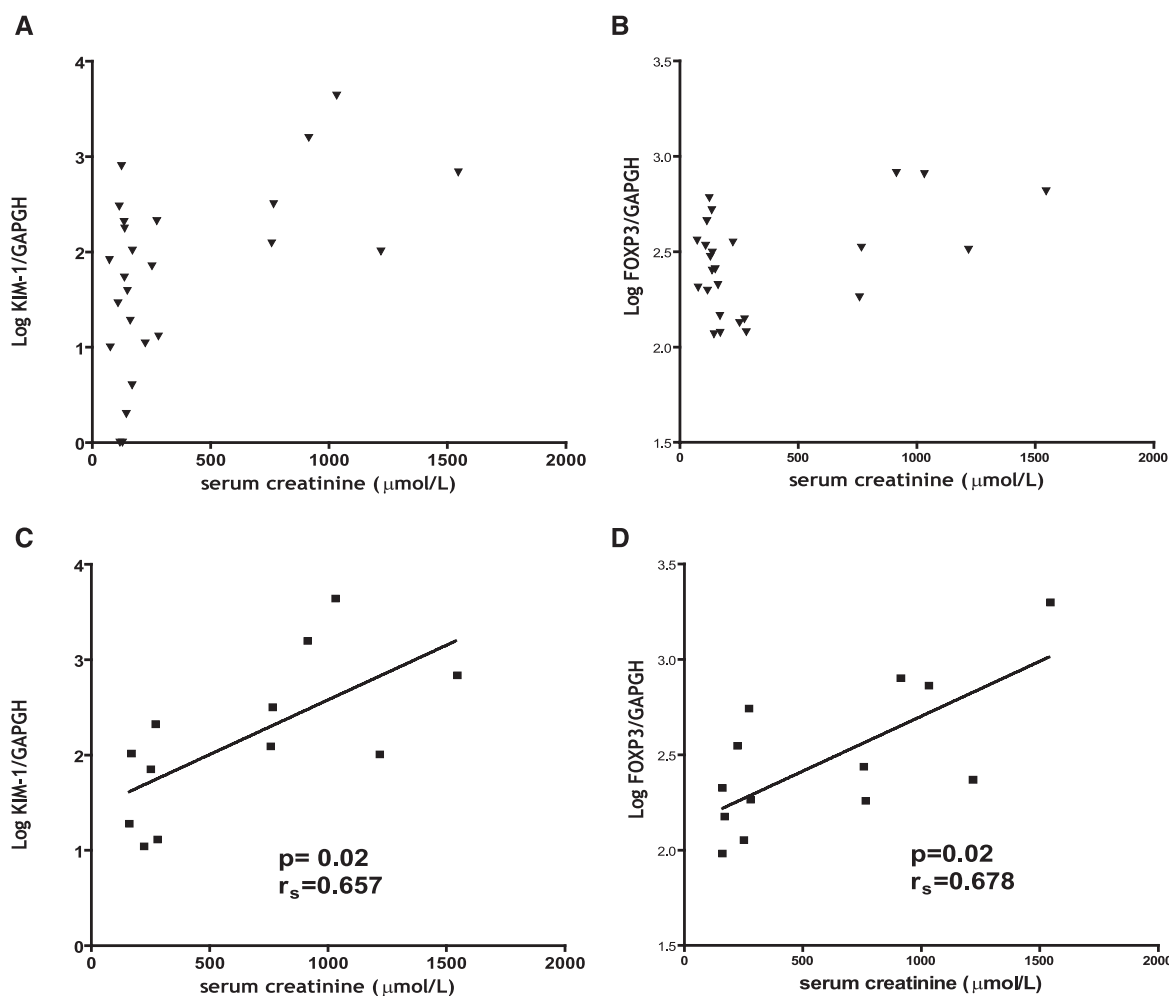 A
4
3
2
1
0
Log KIM-1/GAPGH
0 500 1000 1500 2000
serum creatinine (μmol/L)
B
3.5
3.0
2.5
2.0
1.5
Log FOXP3/GAPGH
0 500 1000 1500 2000
serum creatinine (μmol/L)
C
4
3
2
1
0
Log KIM-1/GAPGH
p= 0.02
rs=0.657
0 500 1000 1500 2000
serum creatinine (μmol/L)
D
3.5
3.0
2.5
2.0
1.5
Log FOXP3/GAPGH
p=0.02
rs=0.678
0 500 1000 1500 2000
serum creatinine (μmol/L)